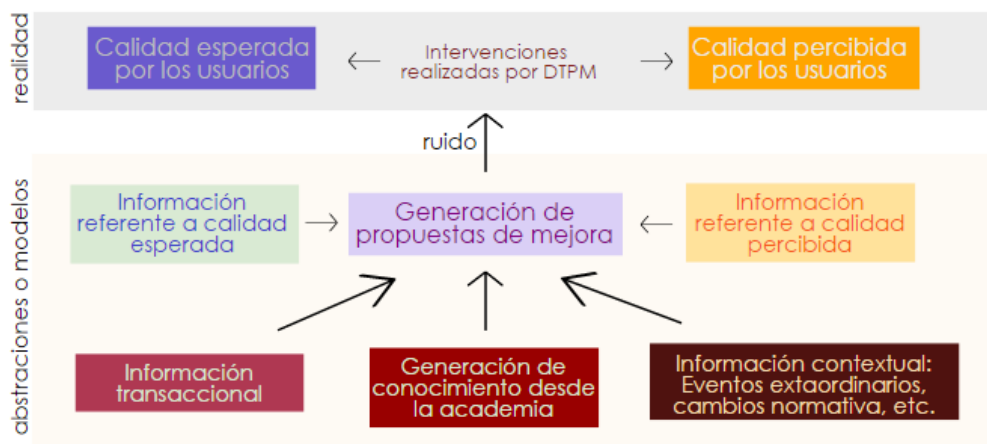 realidad
Calidad esperada
por los usuarios
Intervenciones
realizadas por DTPM
Calidad percibida
por los usuarios
ruido
abstraciones o modelos
Información
referente a calidad
esperada
Generación de
propuestas de mejora
Información
referente a calidad
percibida
Información
transaccional
Generación de
conocimiento desde
la academia
Información contextual:
Eventos extaordinarios,
cambios normativa, etc.